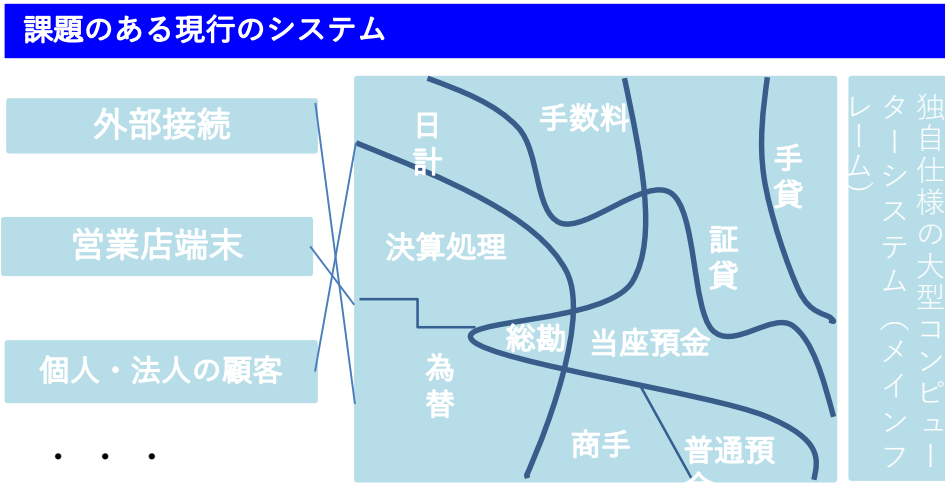 課題のある現行のシステム
外部接続
営業店端末
個人・法人の顧客
・・・
日
計
手数料
手
貸
決算処理
証
貸
総勘
当座預金
為
替
商手
普通預
独自仕様の大型コンピュー
ターシステム（メインフ
レーム）